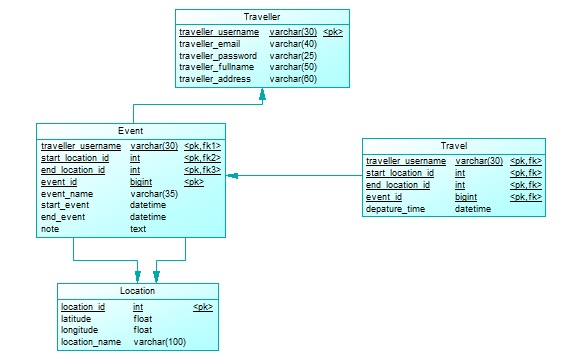 Traveller
traveller_username varchar(30) <pk>
traveller_email varchar(40)
traveller_password varchar(25)
traveller_fullname varchar(50)
traveller_address varchar(60)
Event
traveller_username varchar(30) <pk,fk1>
start_location_id int <pk,fk2>
end_location_id int <pk,fk3>
event_id bigint <pk>
event_name varchar(35)
start_event datetime
end_event datetime
note text
Travel
traveller_username varchar(30) <pk,fk>
start_location_id int <pk,fk>
end_location_id int <pk,fk>
event_id bigint <pk,fk>
depature_time datetime
Location
location_id int <pk>
latitude float
longitude float
location_name varchar(100)